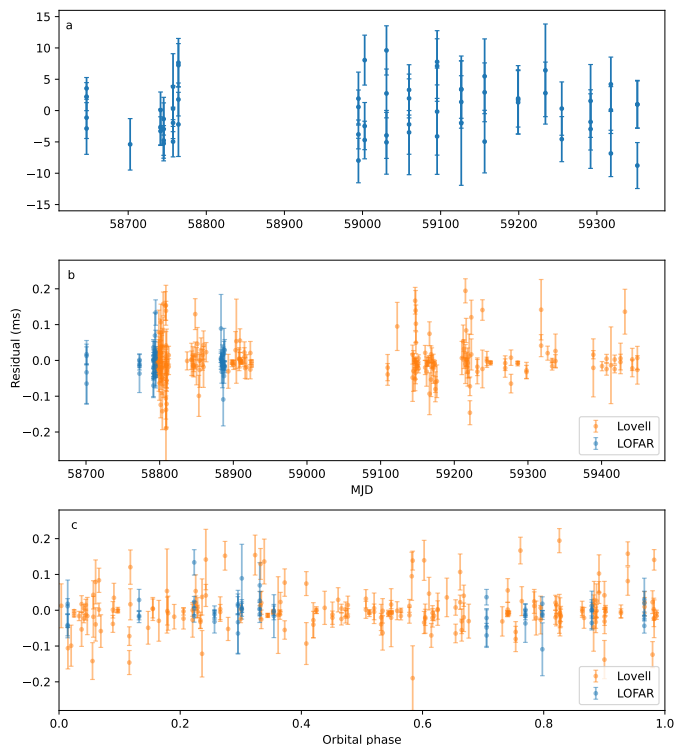 a
15
10
5
0
−5
−10
−15
58700 58800 58900 59000 59100 59200 59300
b
0.2
0.1
0.0
−0.1
−0.2
Residual (ms)
Lovell
LOFAR
58700 58800 58900 59000 59100 59200 59300 59400
MJD
c
0.2
0.1
0.0
−0.1
−0.2
Lovell
LOFAR
0.0 0.2 0.4 0.6 0.8 1.0
Orbital phase